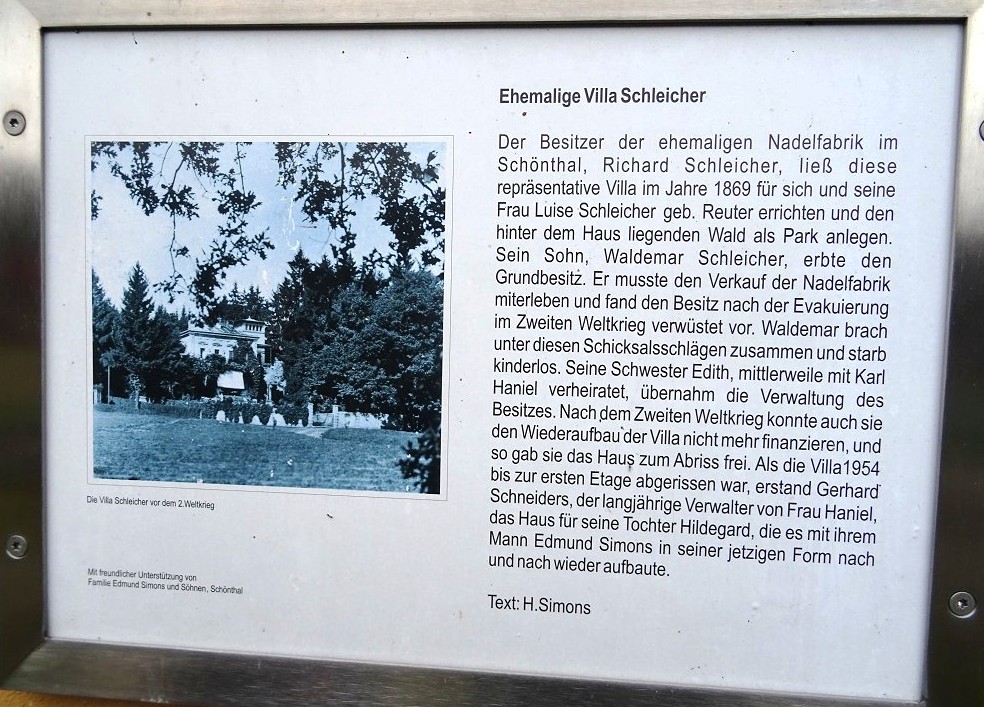 Ehemalige Villa Schleicher
Der Besitzer der ehemaligen Nadelfabrik im
Schönthal, Richard Schleicher, ließ diese
repräsentative Villa im Jahre 1869 für sich und seine
Frau Luise Schleicher geb. Reuter errichten und den
hinter dem Haus liegenden Wald als Park anlegen.
Sein Sohn, Waldemar Schleicher, erbte den
Grundbesitz. Er musste den Verkauf der Nadelfabrik
miterleben und fand den Besitz nach der Evakuierung
im Zweiten Weltkrieg verwüstet vor. Waldemar brach
unter diesen Schicksalsschlägen zusammen und starb
kinderlos. Seine Schwester Edith, mittlerweile mit Karl
Haniel verheiratet, übernahm die Verwaltung des
Besitzes. Nach dem Zweiten Weltkrieg konnte auch sie
den Wiederaufbau der Villa nicht mehr finanzieren, und
so gab sie das Haus zum Abriss frei. Als die Villa1954
bis zur ersten Etage abgerissen war, erstand Gerhard
Schneiders, der langjährige Verwalter von Frau Haniel,
das Haus für seine Tochter Hildegard, die es mit ihrem
Mann Edmund Simons in seiner jetzigen Form nach
und nach wieder aufbaute.
Text: H.Simons
Die Villa Schleicher vor dem 2.Weltkrieg
Mit freundlicher Unterstützung von
Familie Edmund Simons und Söhnen, Schönthal